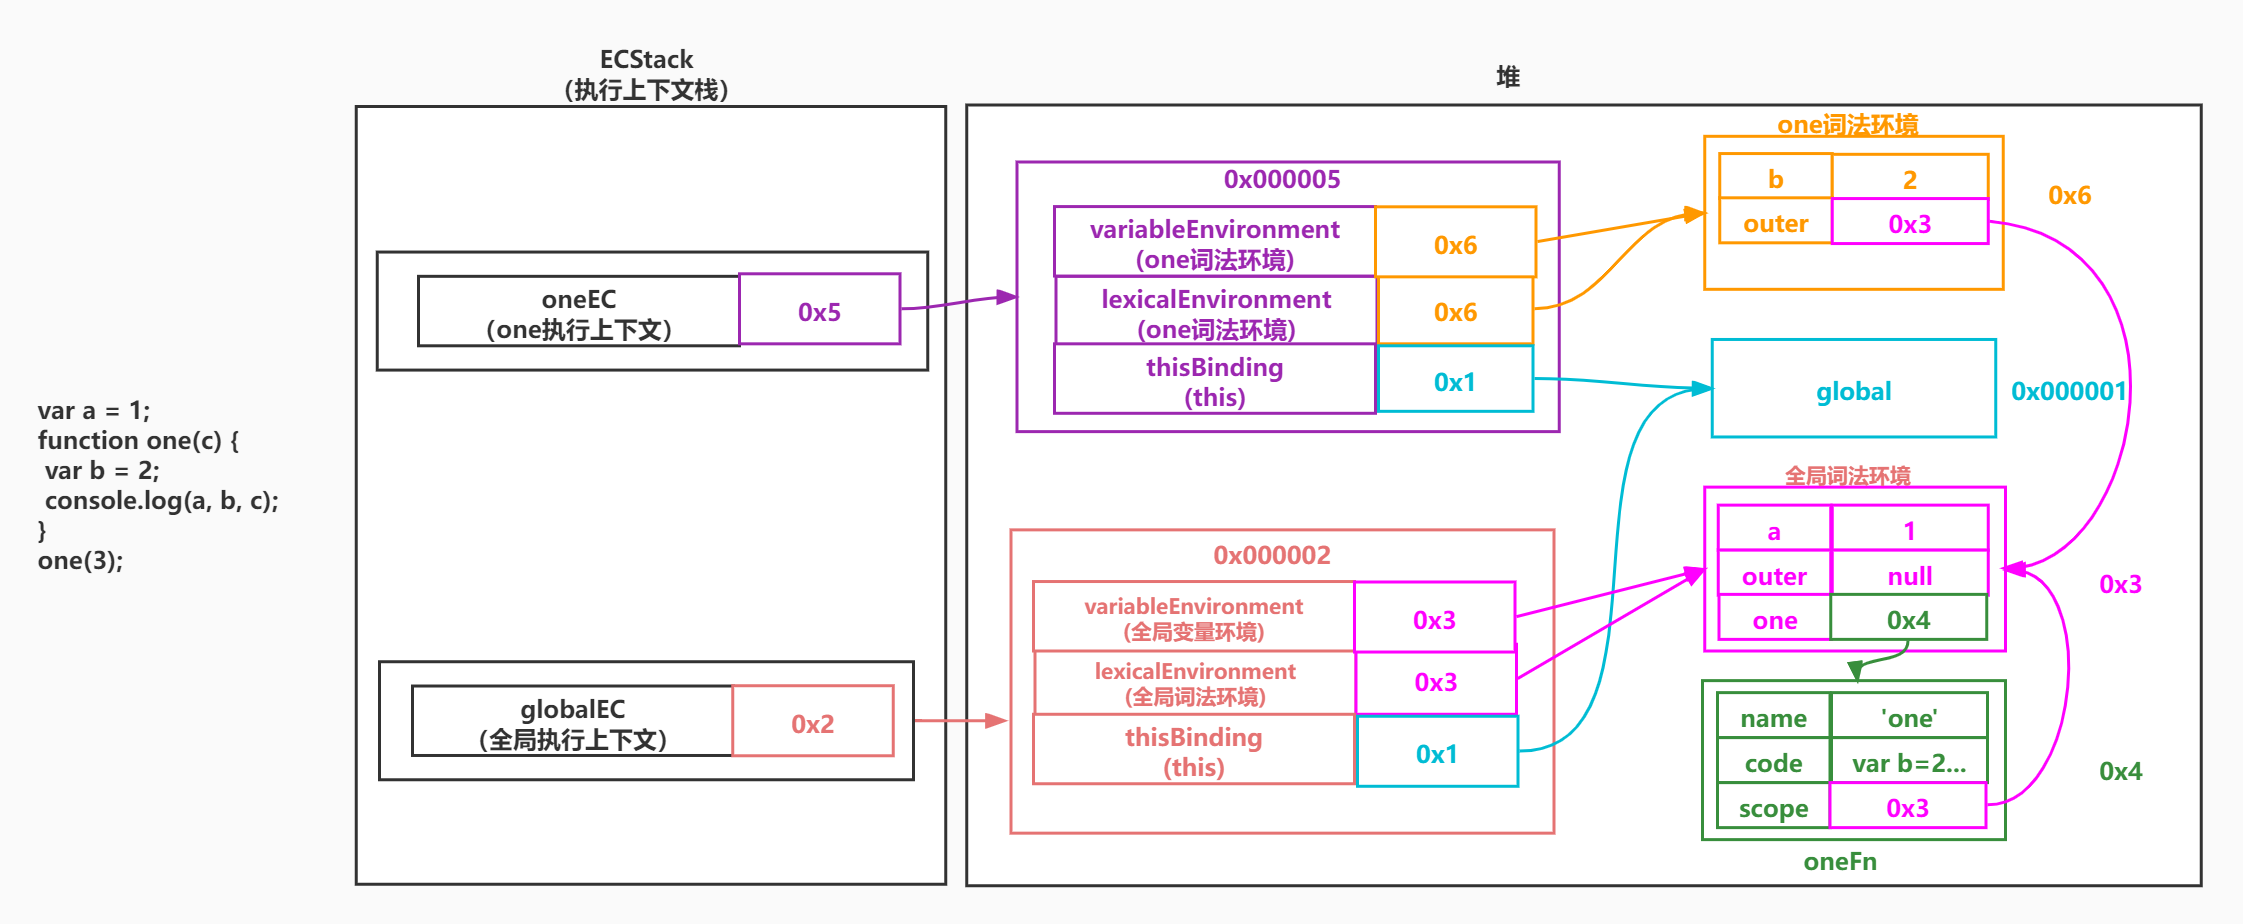 ECStack
（执行上下文栈）
堆
var a = 1;
function one(c) {
var b = 2;
console.log(a, b, c);
}
one(3);
oneEC
（one执行上下文）
0x5
globalEC
（全局执行上下文）
0x2
0x000005
variableEnvironment
(one词法环境)
0x6
lexicalEnvironment
(one词法环境)
0x6
thisBinding
(this)
0x1
0x000002
variableEnvironment
(全局变量环境)
0x3
lexicalEnvironment
(全局词法环境)
0x3
thisBinding
(this)
0x1
one词法环境
b
2
outer
0x3
0x6
global
0x000001
全局词法环境
a
1
outer
null
one
0x4
0x3
name
'one'
code
var b=2...
scope
0x3
0x4
oneFn